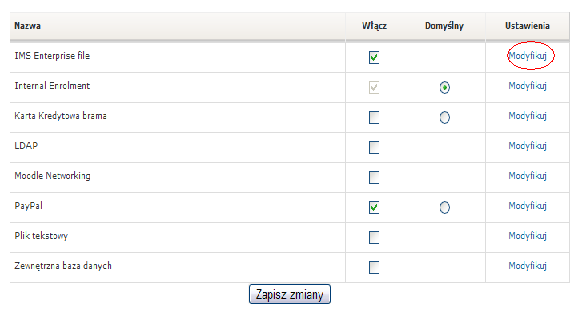 Nazwa Włącz Domyślny Ustawienia
IMS Enterprise file Modyfikuj
Internal Enrolment Modyfikuj
Karta Kredytowa brama Modyfikuj
LDAP Modyfikuj
Moodle Networking Modyfikuj
PayPal Modyfikuj
Plik tekstowy Modyfikuj
Zewnętrzna baza danych Modyfikuj
Zapisz zmiany